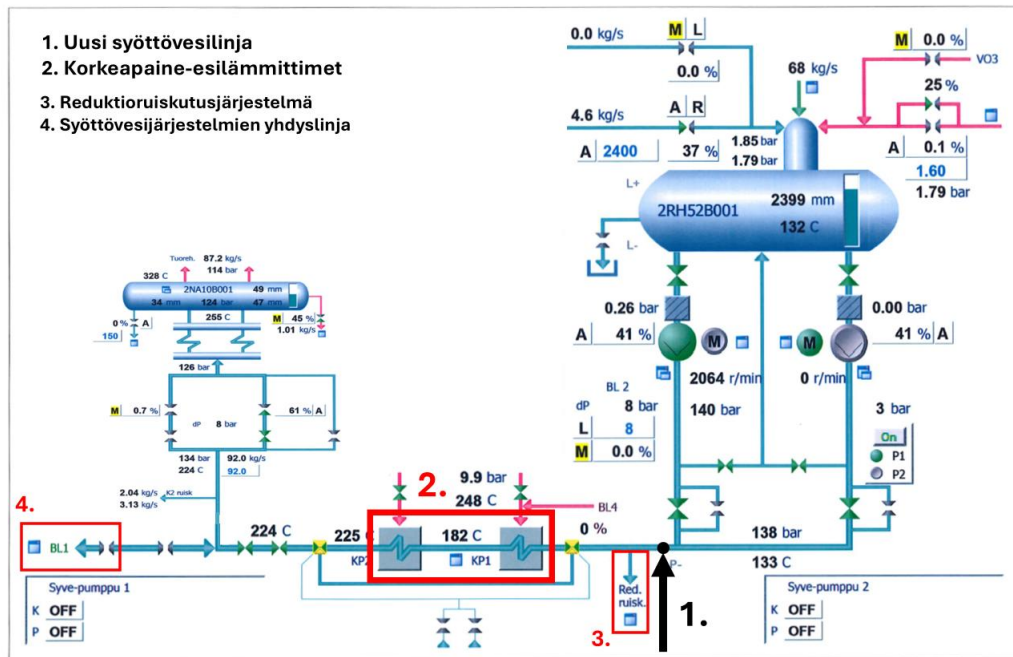 1. Uusi syöttövesilinja
2. Korkeapaine-esilämmittimet
3. Reduktioruiskutusjärjestelmä
4. Syöttövesijärjestelmien yhdyslinja
0.0 kg/s
M L
0.0 %
68 kg/s
M 0.0 %
VO3
25 %
4.6 kg/s
A R
A 2400
37 %
1.85 bar
1.79 bar
A 0.1 %
1.60
1.79 bar
L+
L-
2RH52B001
2399 mm
132 C
Tuoreh. 87.2 kg/s
114 bar
328 C
2NA10B001
49 mm
34 mm
124 bar
47 mm
0 % A
150
255 C
M 45 %
1.01 kg/s
126 bar
M 0.7 %
61 % A
dP 8 bar
134 bar
224 C
92.0 kg/s
92.0
2.04 kg/s
3.13 kg/s
K2 ruisk
0.26 bar
A 41 %
M
2064 r/min
140 bar
0.00 bar
M
41 % A
0 r/min
3 bar
On
P1
P2
BL 2
dP 8 bar
L 8
M 0.0 %
9.9 bar
248 C
BL4
2.
4.
BL1
224 C
225 C
182 C
KP2
KP1
0 %
138 bar
133 C
P-
Red.
ruisk.
3.
1.
Syve-pumppu 1
K OFF
P OFF
Syve-pumppu 2
K OFF
P OFF